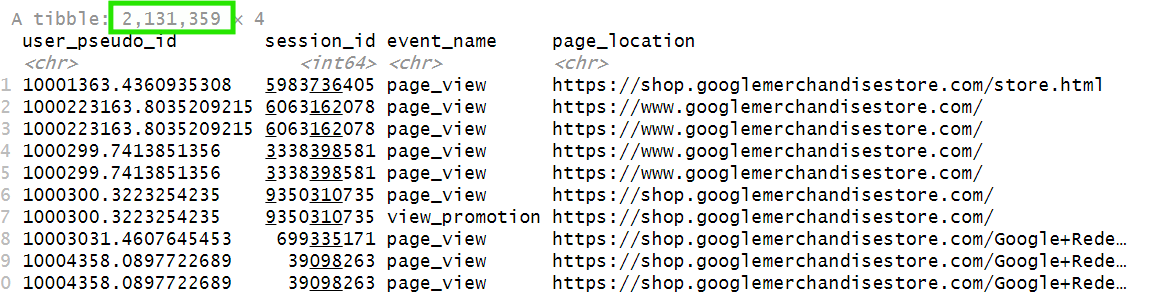 A tibble: 2,131,359 × 4
user_pseudo_id session_id event_name page_location
<chr> <int64> <chr> <chr>
1 10001363.4360935308 5983736405 page_view https://shop.googlemerchandisestore.com/store.html
2 1000223163.8035209215 6063162078 page_view https://www.googlemerchandisestore.com/
3 1000223163.8035209215 6063162078 page_view https://www.googlemerchandisestore.com/
4 1000299.7413851356 3338398581 page_view https://www.googlemerchandisestore.com/
5 1000299.7413851356 3338398581 page_view https://www.googlemerchandisestore.com/
6 1000300.3223254235 9350310735 page_view https://shop.googlemerchandisestore.com/
7 1000300.3223254235 9350310735 view_promotion https://shop.googlemerchandisestore.com/
8 10003031.4607645453 699335171 page_view https://shop.googlemerchandisestore.com/Google+Rede…
9 10004358.0897722689 39098263 page_view https://shop.googlemerchandisestore.com/Google+Rede…
0 10004358.0897722689 39098263 page_view https://shop.googlemerchandisestore.com/Google+Rede…